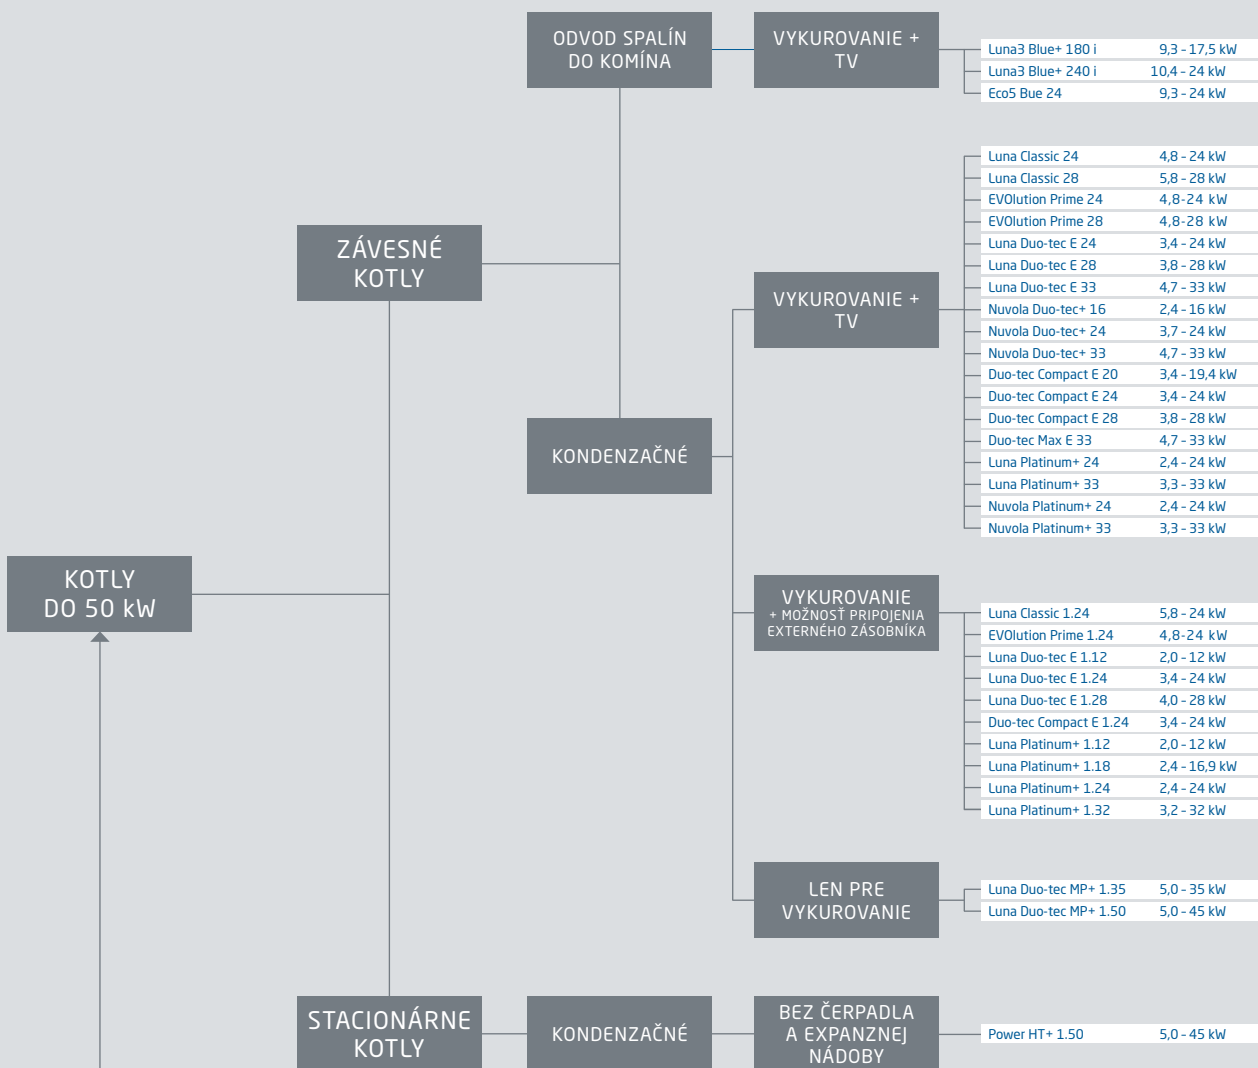 ODVOD SPALÍN
DO KOMÍNA
VYKUROVANIE +
TV
Luna3 Blue+ 180 i 9,3 – 17,5 kW
Luna3 Blue+ 240 i 10,4 – 24 kW
Eco5 Bue 24 9,3 – 24 kW
ZÁVESNÉ
KOTLY
KONDENZAČNÉ
VYKUROVANIE +
TV
Luna Classic 24 4,8 – 24 kW
Luna Classic 28 5,8 – 28 kW
EVOlution Prime 24 4,8-24 kW
EVOlution Prime 28 4,8-28 kW
Luna Duo-tec E 24 3,4 – 24 kW
Luna Duo-tec E 28 3,8 – 28 kW
Luna Duo-tec E 33 4,7 – 33 kW
Nuvola Duo-tec+ 16 2,4 – 16 kW
Nuvola Duo-tec+ 24 3,7 – 24 kW
Nuvola Duo-tec+ 33 4,7 – 33 kW
Duo-tec Compact E 20 3,4 – 19,4 kW
Duo-tec Compact E 24 3,4 – 24 kW
Duo-tec Compact E 28 3,8 – 28 kW
Duo-tec Max E 33 4,7 – 33 kW
Luna Platinum+ 24 2,4 – 24 kW
Luna Platinum+ 33 3,3 – 33 kW
Nuvola Platinum+ 24 2,4 – 24 kW
Nuvola Platinum+ 33 3,3 – 33 kW
KOTLY
DO 50 kW
VYKUROVANIE
+ MOŽNOSŤ PRIPOJENIA
EXTERNÉHO ZÁSOBNÍKA
Luna Classic 1.24 5,8 – 24 kW
EVOlution Prime 1.24 4,8-24 kW
Luna Duo-tec E 1.12 2,0 – 12 kW
Luna Duo-tec E 1.24 3,4 – 24 kW
Luna Duo-tec E 1.28 4,0 – 28 kW
Duo-tec Compact E 1.24 3,4 – 24 kW
Luna Platinum+ 1.12 2,0 – 12 kW
Luna Platinum+ 1.18 2,4 – 16,9 kW
Luna Platinum+ 1.24 2,4 – 24 kW
Luna Platinum+ 1.32 3,2 – 32 kW
LEN PRE
VYKUROVANIE
Luna Duo-tec MP+ 1.35 5,0 – 35 kW
Luna Duo-tec MP+ 1.50 5,0 – 45 kW
STACIONÁRNE
KOTLY
KONDENZAČNÉ
BEZ ČERPADLA
A EXPANZNEJ
NÁDOBY
Power HT+ 1.50 5,0 – 45 kW